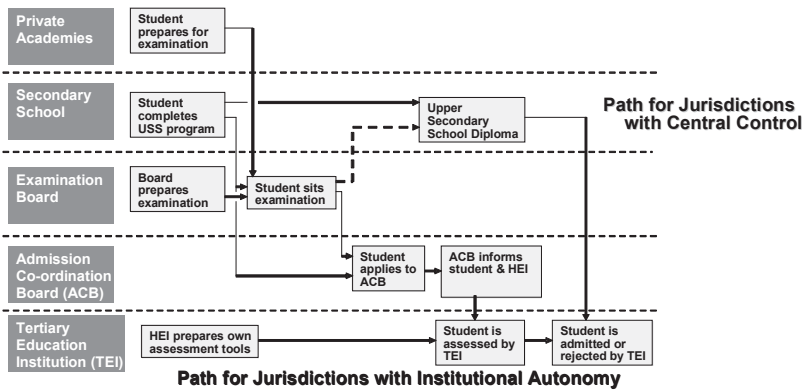 Private
Academies
Student
prepares for
examination
Secondary
School
Student
completes
USS program
Upper
Secondary
School Diploma
Path for Jurisdictions
with Central Control
Examination
Board
Board
prepares
examination
Student sits
examination
Admission
Co-ordination
Board (ACB)
Student
applies to
ACB
ACB informs
student & HEI
Tertiary
Education
Institution (TEI)
HEI prepares own
assessment tools
Student is
assessed by
TEI
Student is
admitted or
rejected by TEI
Path for Jurisdictions with Institutional Autonomy